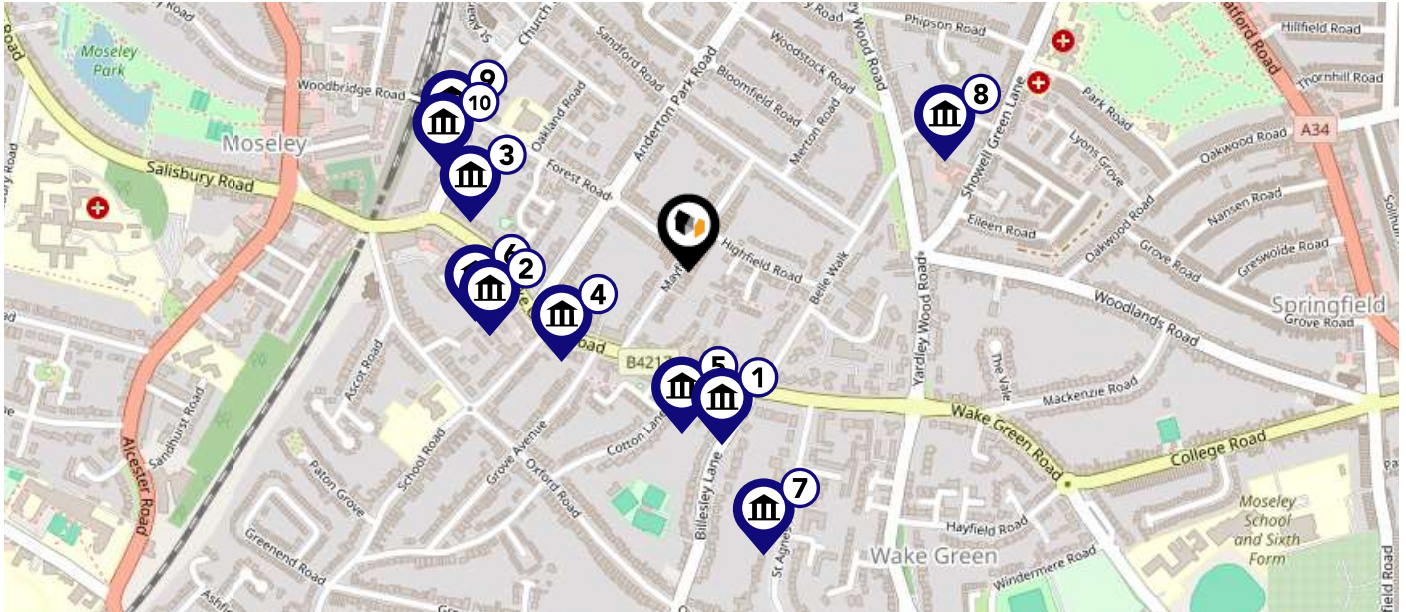 Moseley
Park
Woodbridge Road
Church
Sandford Road
Woodstock Road
Phipson Road
Hillfield Road
Thornhill Road
Bloomfield Road
Anderton Park Road
Oakland Road
Merton Road
Park Road
Showell Green Lane
Lyons Grove
A34
Oakwood Road
9
10
8
3
Moseley
Salisbury Road
Forest Road
Nansen Road
Eileen Road
Oakwood Road
Grove Road
Greswolde Road
Highfield Road
Belle Walk
6
2
4
Yardley Wood Road
Woodlands Road
Springfield
Grove Road
B4217
5
1
The Vale
Mackenzie Road
Ascot Road
Sandhurst Road
Alcester Road
School Road
Grove Avenue
Cotton Lane
Wake Green Road
College Road
Paton Grove
Oxford Road
Billesley Lane
7
Moseley
School
and Sixth
Form
Hayfield Road
Wake Green
Greenend Road
Windermere Road